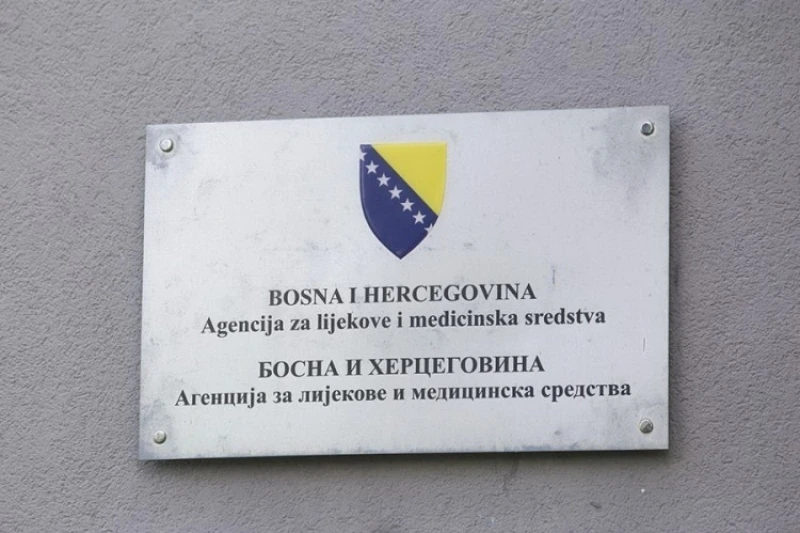 BOSNA I HERCEGOVINA
Agencija za lijekove i medicinska sredstva
БОСНА И ХЕРЦЕГОВИНА
Агенција за лијекове и медицинска средства